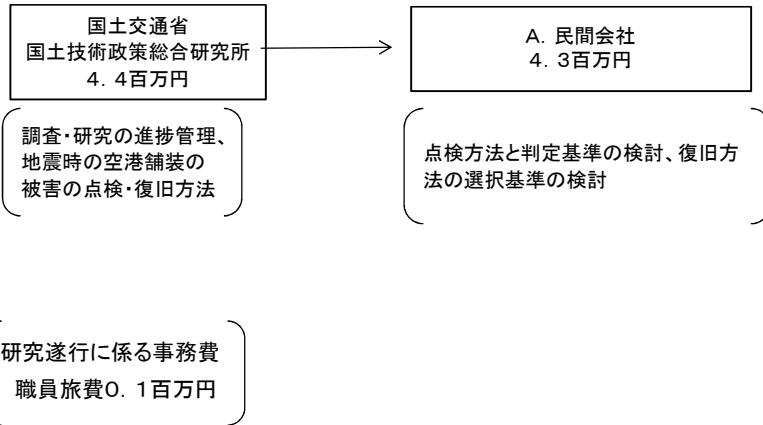 国土交通省
国土技術政策総合研究所
４．４百万円
A．民間会社
４．３百万円
調査・研究の進捗管理、
地震時の空港舗装の
被害の点検・復旧方法
点検方法と判定基準の検討、復旧方
法の選択基準の検討
研究遂行に係る事務費
職員旅費０．１百万円